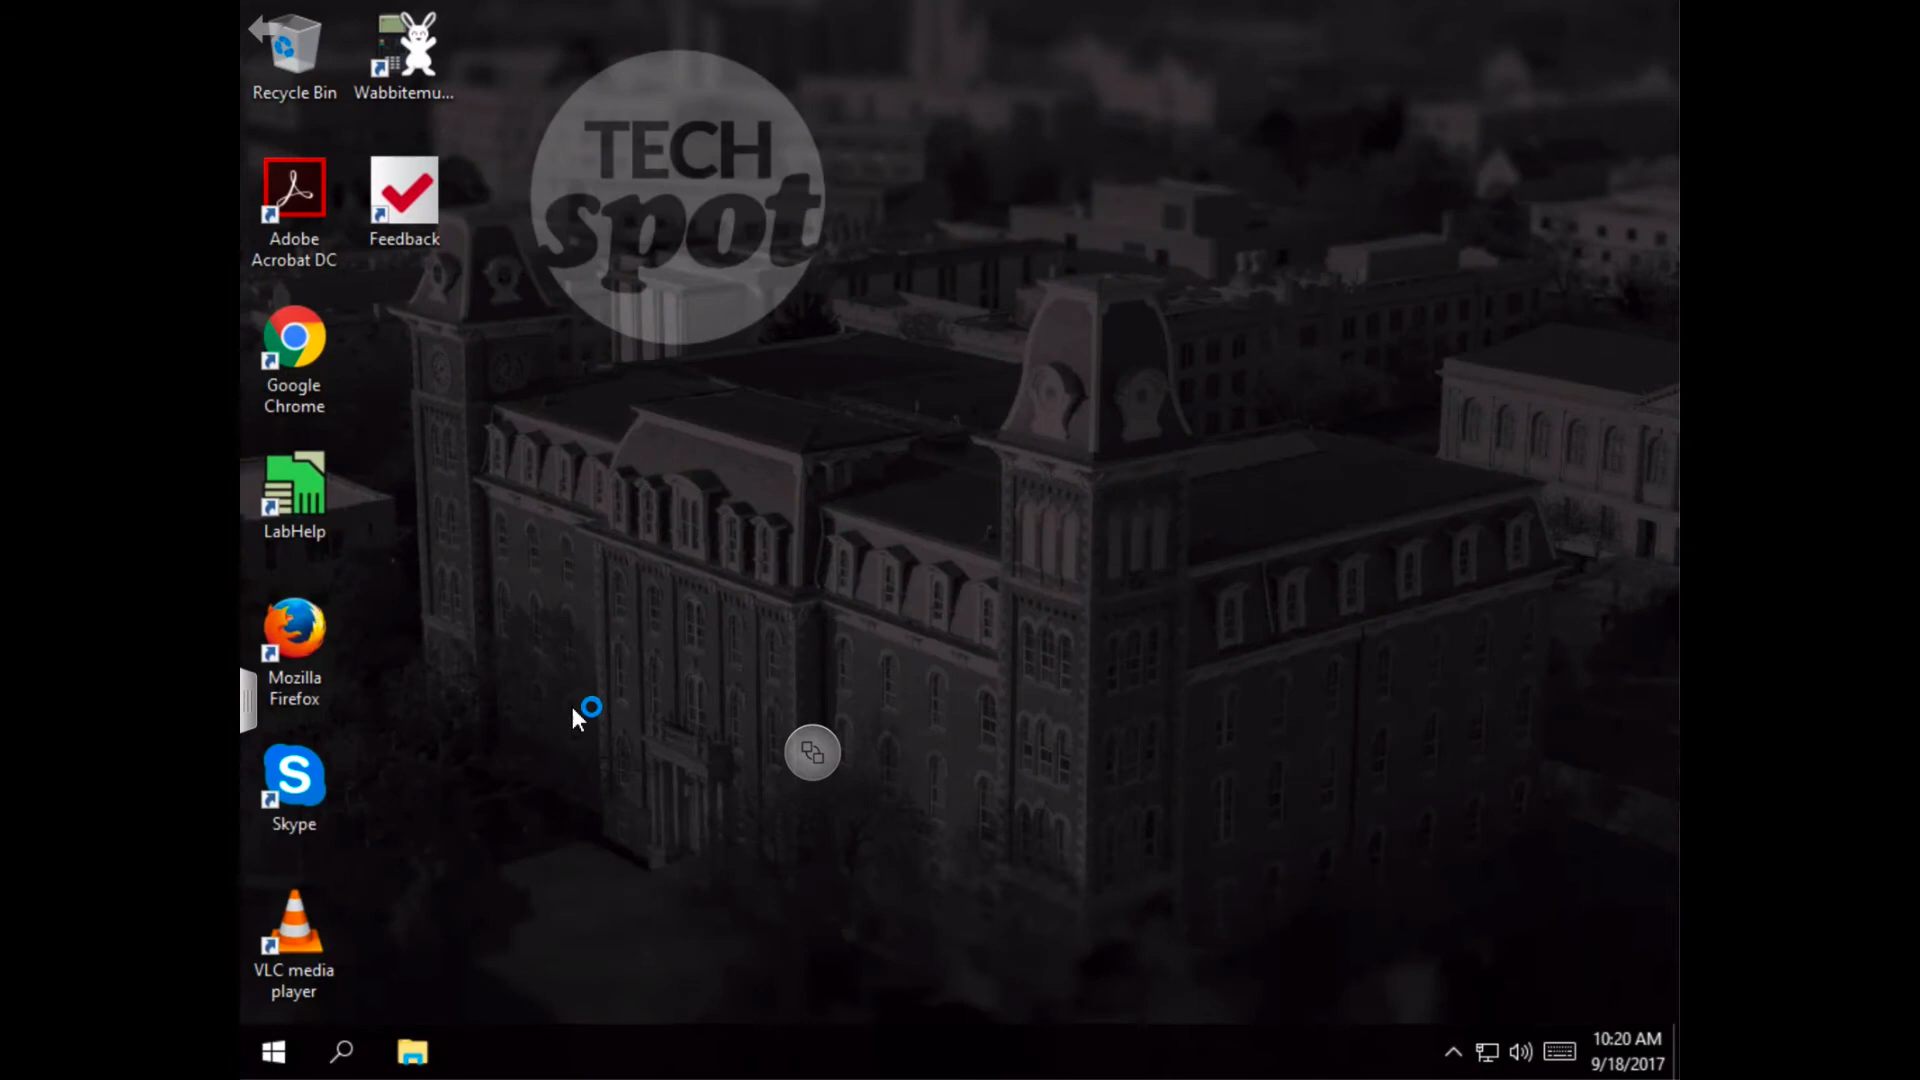 Recycle Bin
Wabbitemu...
TECH
spot
Adobe
Acrobat DC
Feedback
Google
Chrome
LabHelp
Mozilla
Firefox
S
Skype
VLC media
player
10:20 AM
9/18/2017